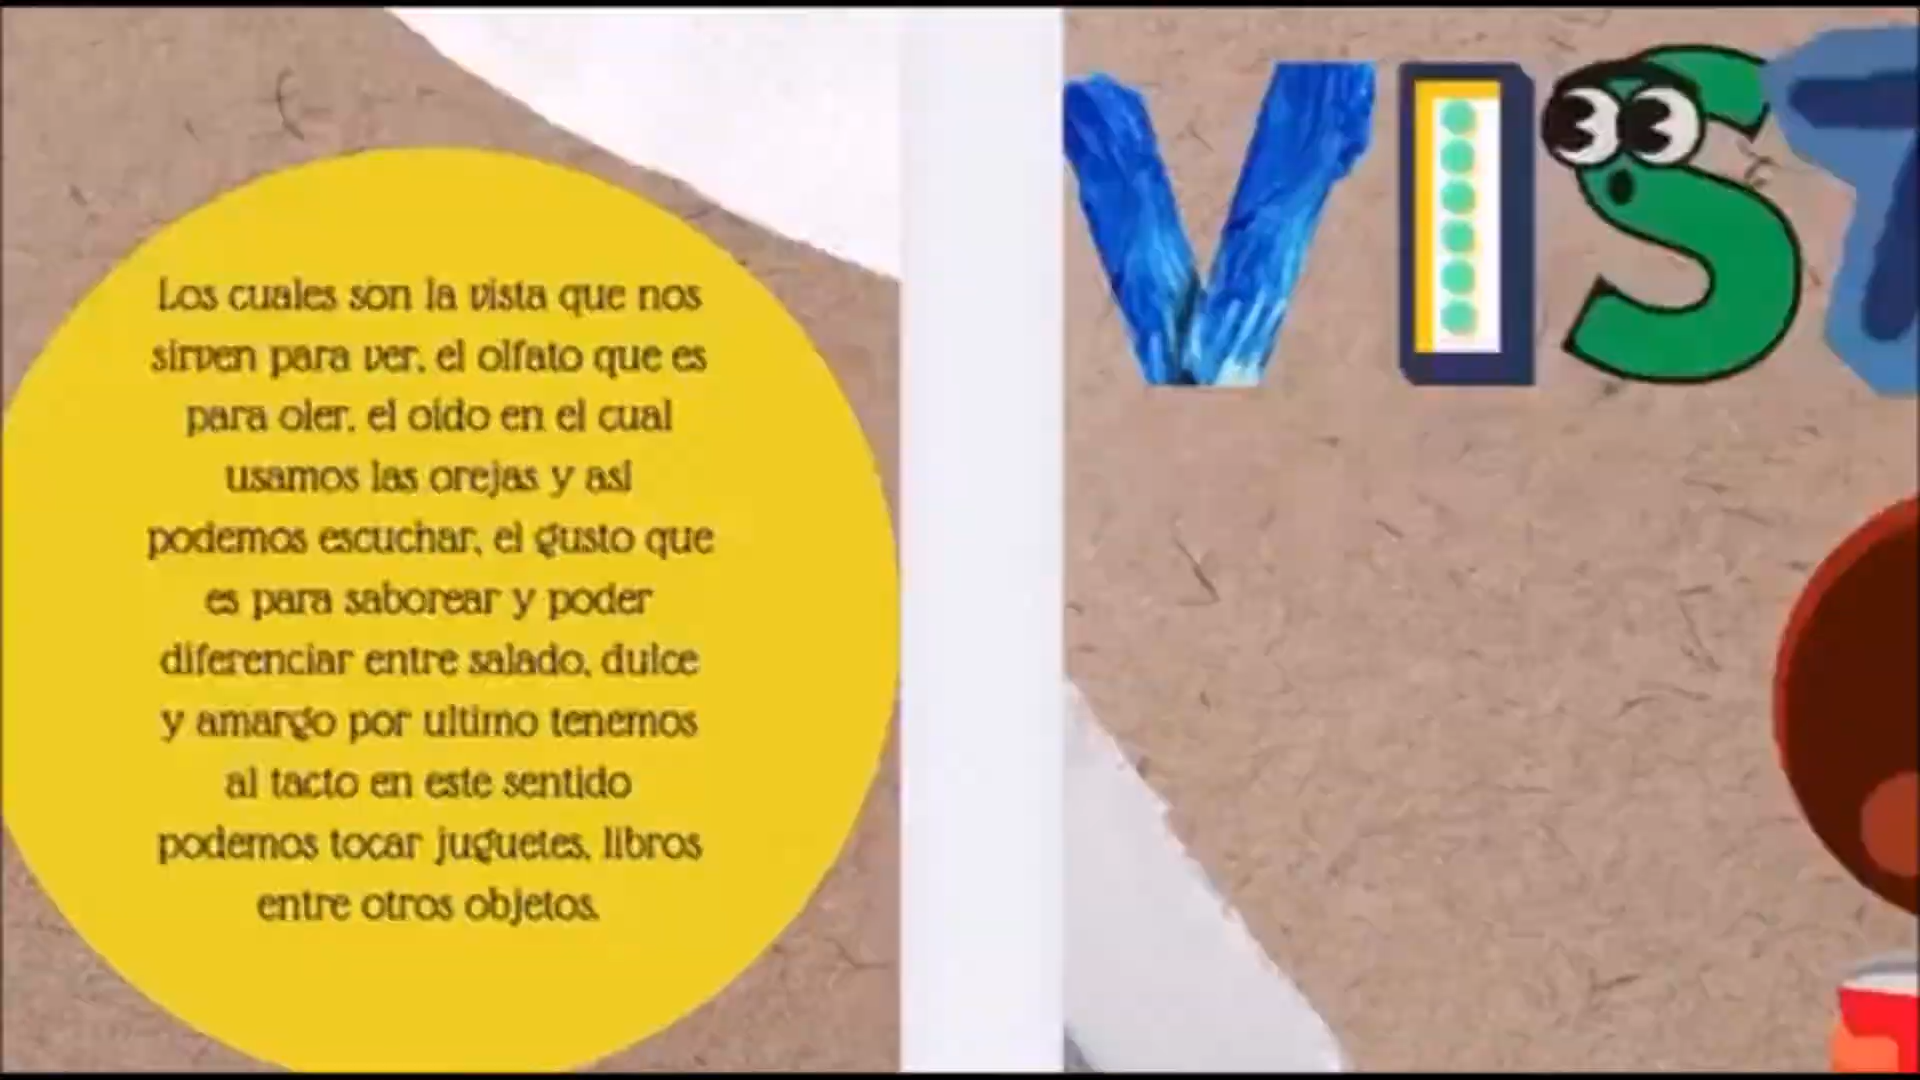 Los cuales son la vista que nos
sirven para ver, el olfato que es
para oler, el oído en el cual
usamos las orejas y así
podemos escuchar, el gusto que
es para saborear y poder
diferenciar entre salado, dulce
y amargo por ultimo tenemos
al tacto en este sentido
podemos tocar juguetes, libros
entre otros objetos.
VIST